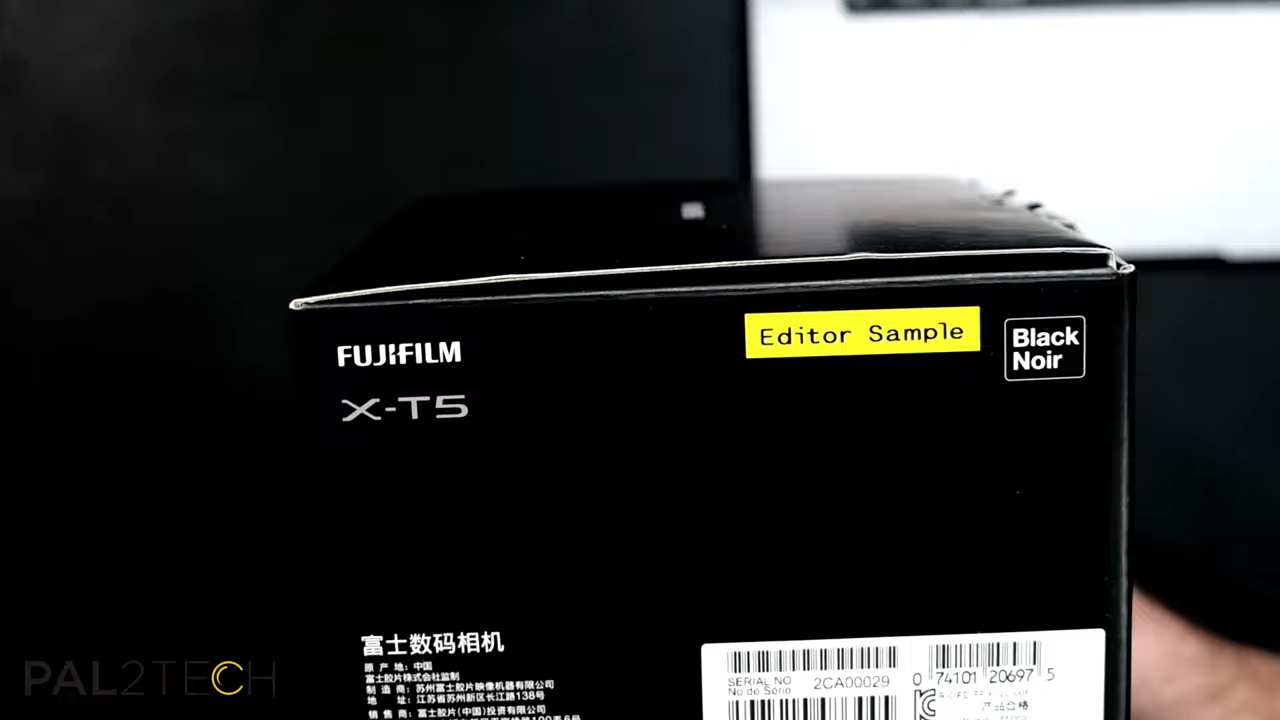 FUJIFILM
X-T5
Editor Sample
Black
Noir
富士数码相机
原 产 地: 中国
富士胶片株式会社监制
制 造 商: 苏州富士胶片映像机器有限公司
地 址: 江苏省苏州新区长江路138号
销 售 商: 富士胶片(中国)投资有限公司
SERIAL NO
No de Série
2CA00029
0 74101 20697 5
产品合格
PAL2TECH